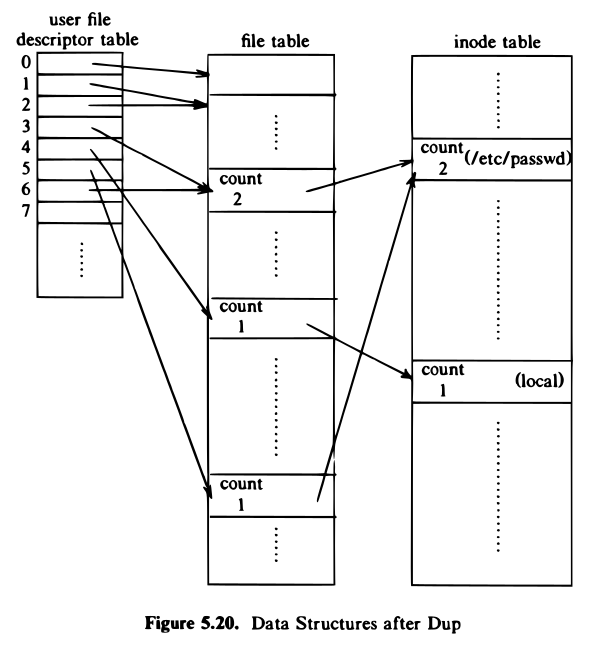 user file
descriptor table
file table
inode table
0
1
2
3
4
5
6
7
count
2
count
1
count
1
count
2
(/etc/passwd)
count
1
(local)
Figure 5.20. Data Structures after Dup